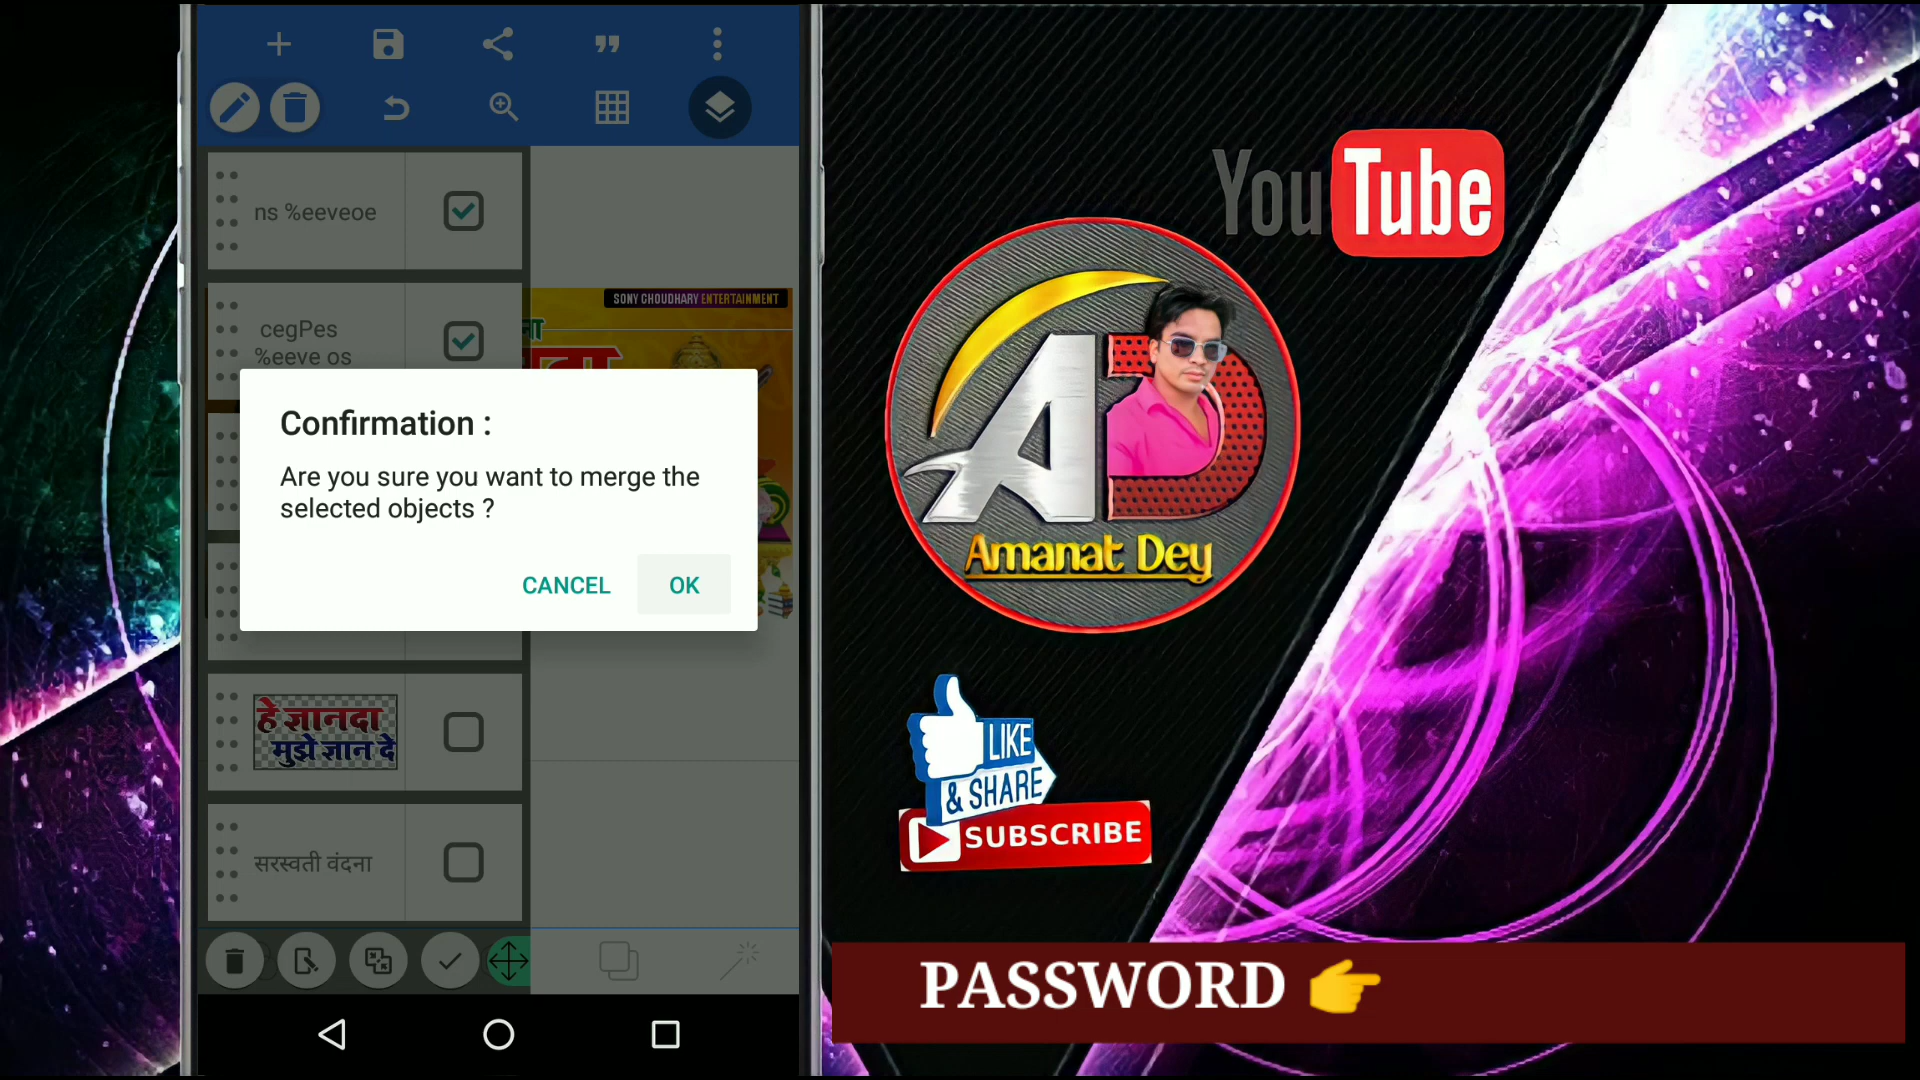 ns %eeveoe
cegPes
%eeve os
SONY CHOUDHARY ENTERTAINMENT
Confirmation :
Are you sure you want to merge the
selected objects ?
CANCEL OK
हे ज्ञानदा
मुझे ज्ञान दे
सरस्वती वंदना
YouTube
AD
Amanat Dey
LIKE
& SHARE
SUBSCRIBE
PASSWORD 👉